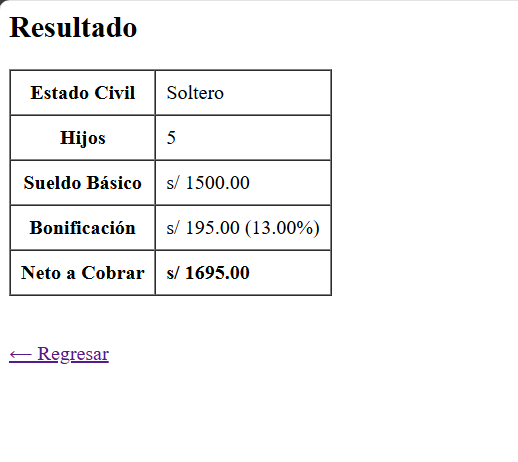 Resultado
Estado Civil Soltero
Hijos 5
Sueldo Básico s/ 1500.00
Bonificación s/ 195.00 (13.00%)
Neto a Cobrar s/ 1695.00
⟵ Regresar